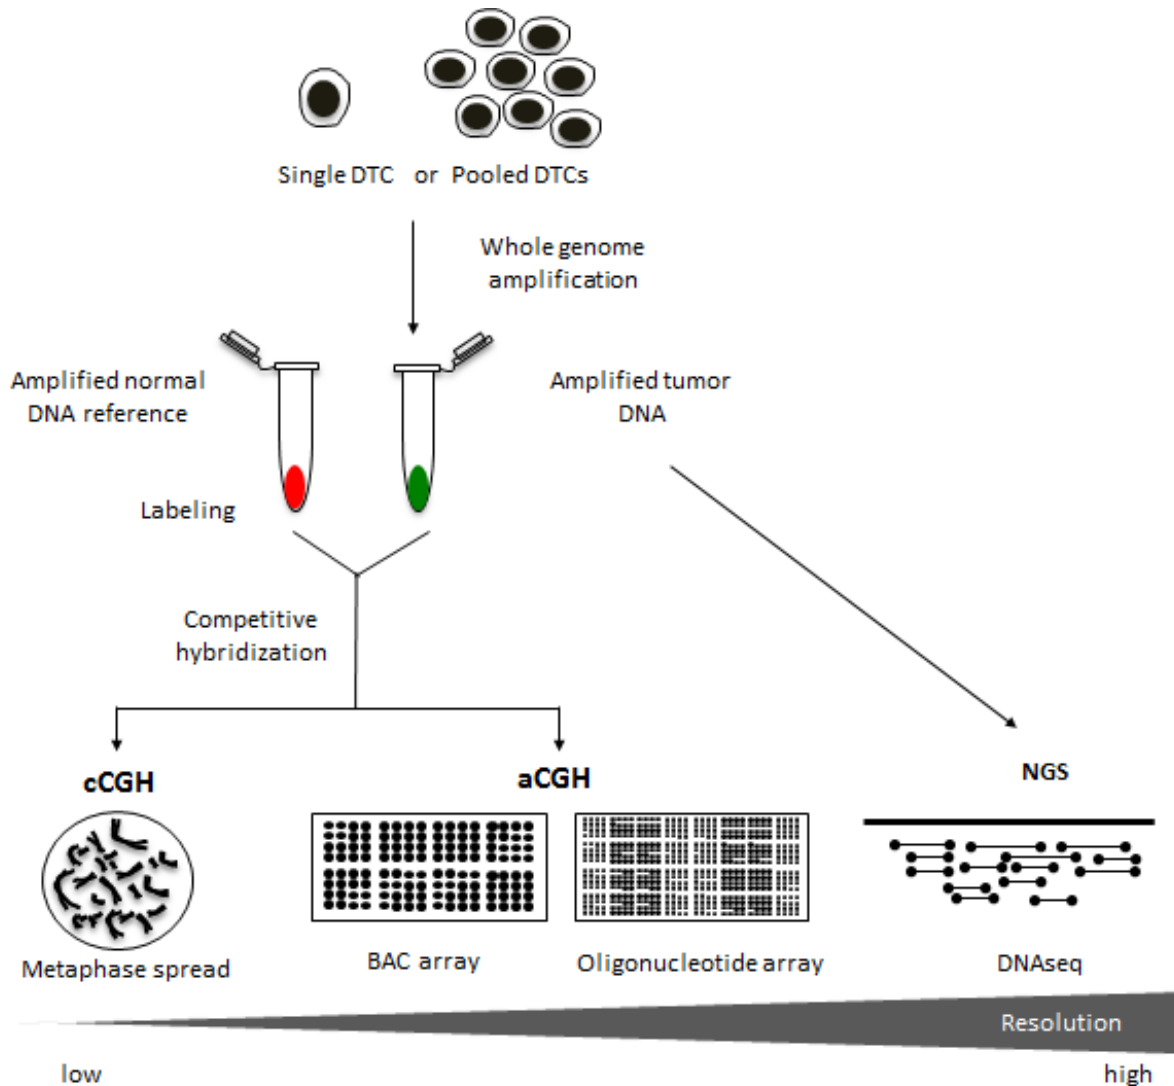 Single DTC or Pooled DTCs
Whole genome
amplification
Amplified normal
DNA reference
Amplified tumor
DNA
Labeling
Competitive
hybridization
cCGH
aCGH
NGS
Metaphase spread
BAC array
Oligonucleotide array
DNAseq
Resolution
low
high